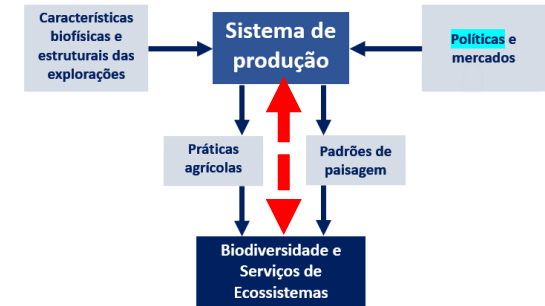 Características
biofísicas e
estruturais das
explorações
Sistema de
produção
Políticas e
mercados
Práticas
agrícolas
Padrões de
paisagem
Biodiversidade e
Serviços de
Ecossistemas